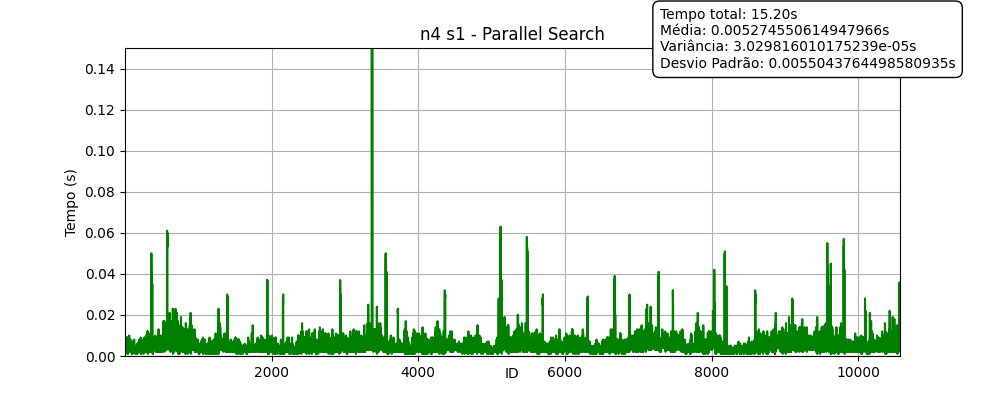 Tempo total: 15.20s
Média: 0.005274550614947966s
Variância: 3.029816010175239e-05s
Desvio Padrão: 0.0055043764498580935s
n4 s1 - Parallel Search
0.14
0.12
0.10
0.08
0.06
0.04
0.02
0.00
Tempo (s)
2000 4000 6000 8000 10000
ID